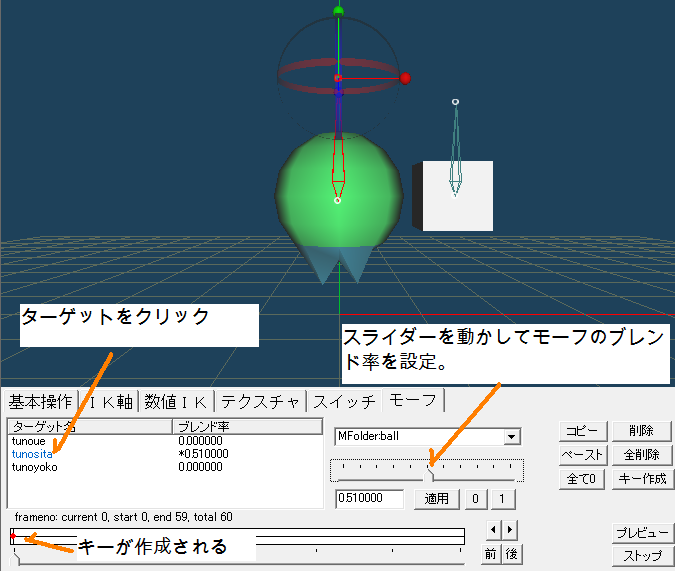 ターゲットをクリック
スライダーを動かしてモーフのブレン
ド率を設定。
基本操作 ＩＫ軸 数値ＩＫ テクスチャ スイッチ モーフ
ターゲット名 ブレンド率
tunoue 0.000000
tunosita *0.510000
tunoyoko 0.000000
MFolder:ball
コピー 削除
ペースト 全削除
全て0 キー作成
0.510000 適用 0 1
frameno: current 0, start 0, end 59, total 60
キーが作成される
前 後
プレビュー
ストップ